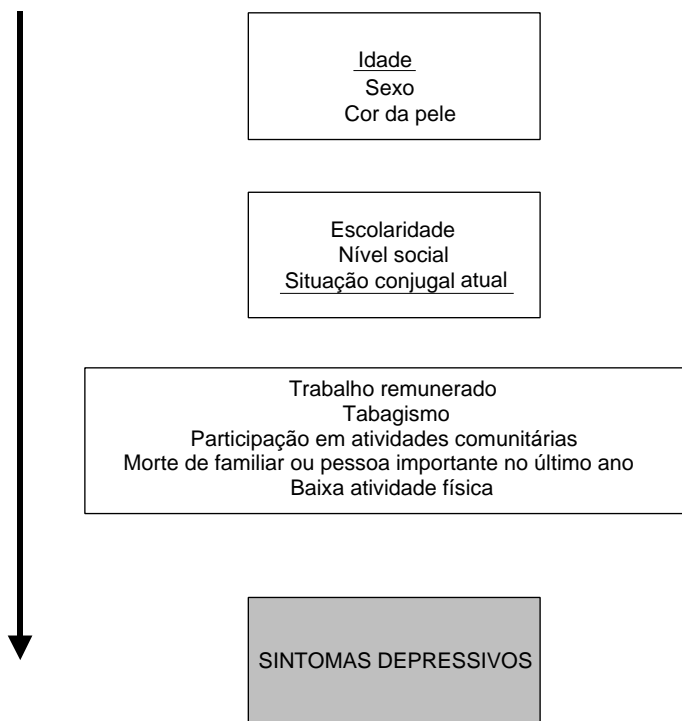 Idade
Sexo
Cor da pele
Escolaridade
Nível social
Situação conjugal atual
Trabalho remunerado
Tabagismo
Participação em atividades comunitárias
Morte de familiar ou pessoa importante no último ano
Baixa atividade física
SINTOMAS DEPRESSIVOS